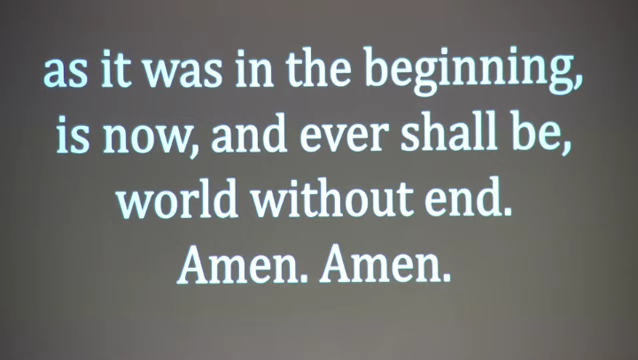 as it was in the beginning,
is now, and ever shall be,
world without end.
Amen. Amen.